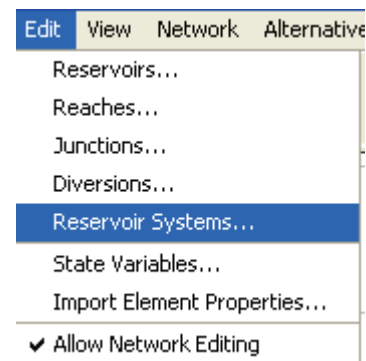 Edit View Network Alternative
Reservoirs...
Reaches...
Junctions...
Diversions...
Reservoir Systems...
State Variables...
Import Element Properties...
✔ Allow Network Editing